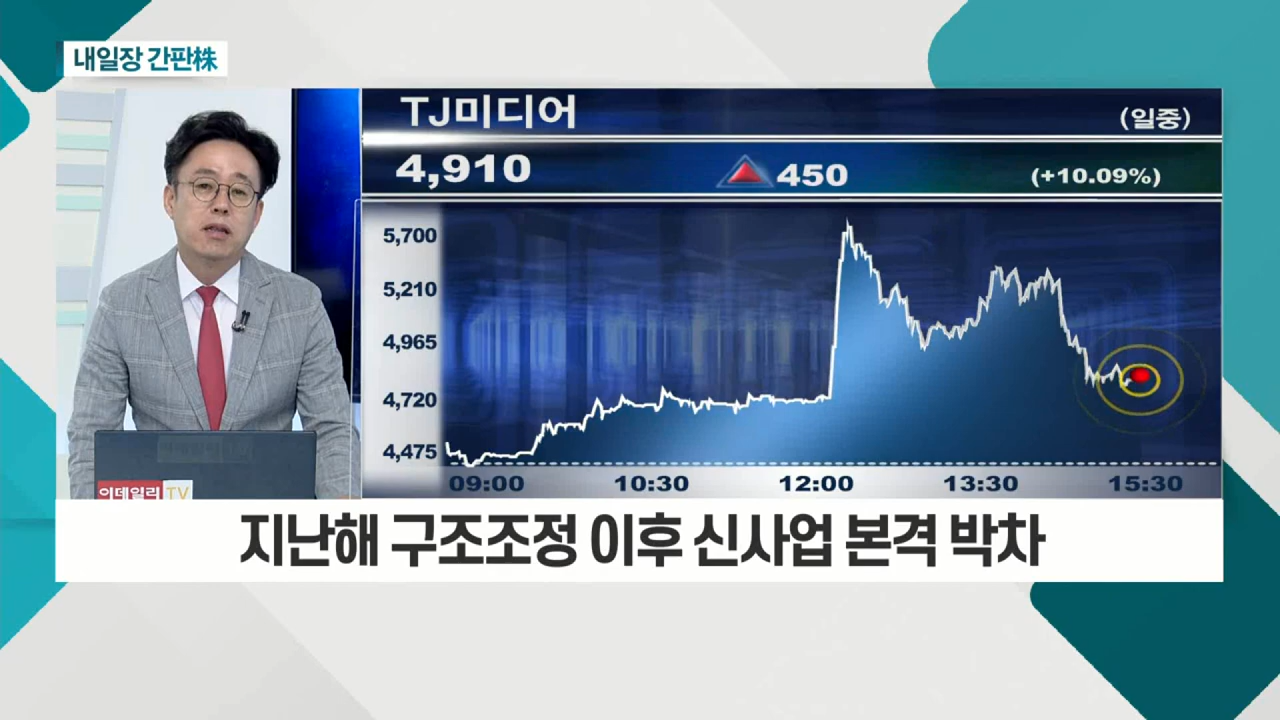 내일장 간판株
TJ미디어
(일중)
4,910
450
(+10.09%)
5,700
5,210
4,965
4,720
4,475
09:00
10:30
12:00
13:30
15:30
이데일리 TV
지난해 구조조정 이후 신사업 본격 박차